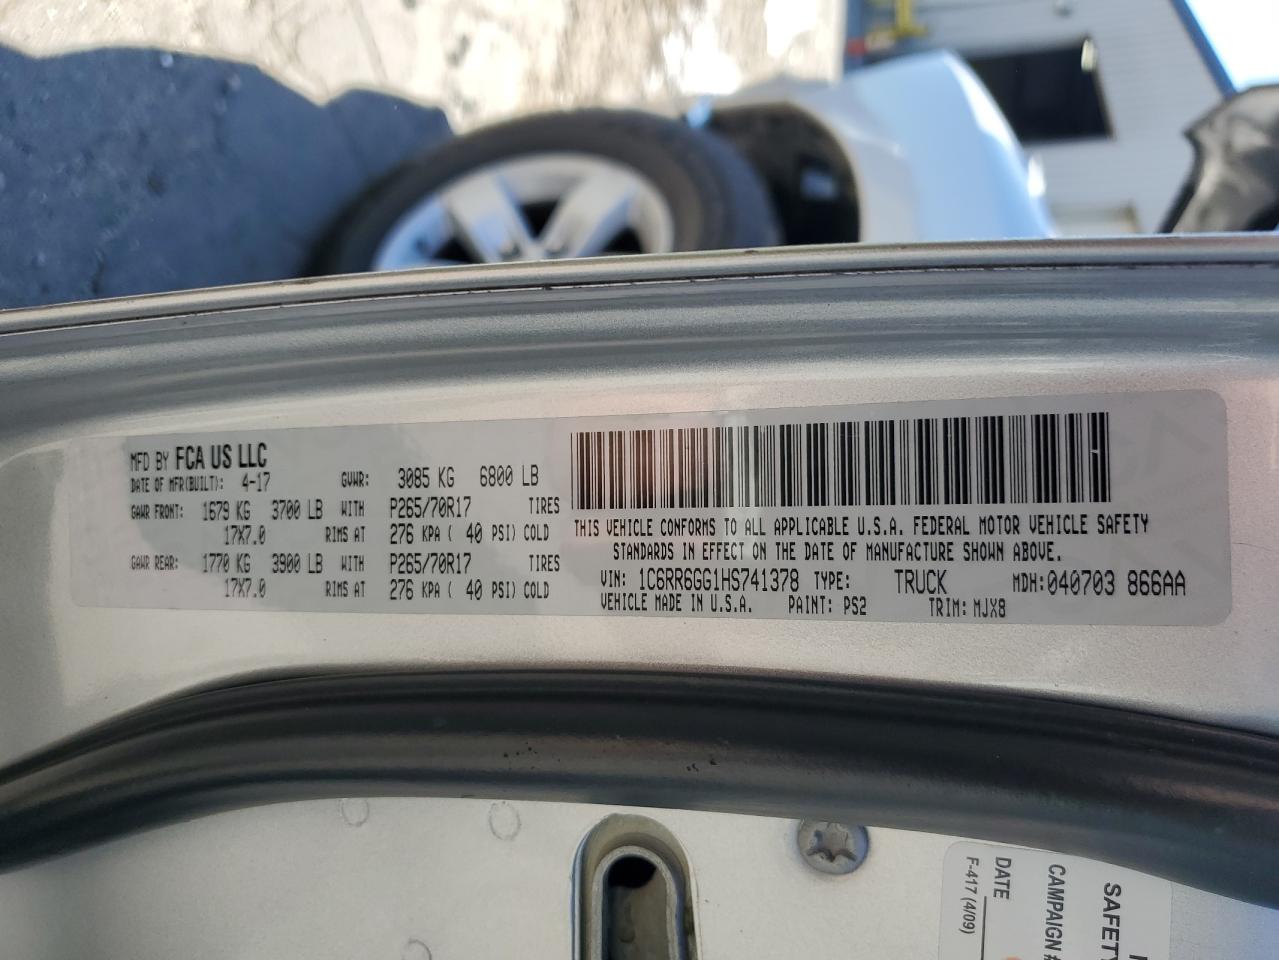 MFD BY FCA US LLC
DATE OF MFR(BUILT): 4-17 GVWR: 3085 KG 6800 LB
GAWR FRONT: 1679 KG 3700 LB WITH P265/70R17 TIRES
17X7.0 RIMS AT 276 KPA ( 40 PSI) COLD
GAWR REAR: 1770 KG 3900 LB WITH P265/70R17 TIRES
17X7.0 RIMS AT 276 KPA ( 40 PSI) COLD
THIS VEHICLE CONFORMS TO ALL APPLICABLE U.S.A. FEDERAL MOTOR VEHICLE SAFETY
STANDARDS IN EFFECT ON THE DATE OF MANUFACTURE SHOWN ABOVE.
VIN: 1C6RR6GG1HS741378 TYPE: TRUCK MDH:040703 866AA
VEHICLE MADE IN U.S.A. PAINT: PS2 TRIM: MJX8
SAFETY
CAMPAIGN #
DATE
F-417 (4/09)